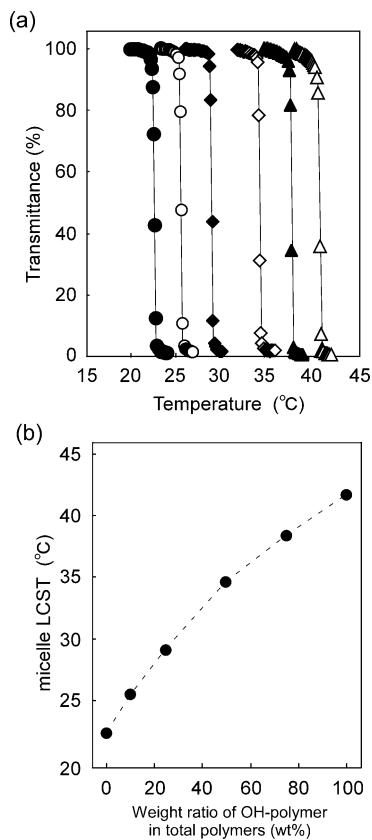 (a)
100
80
60
40
20
0
Transmittance (%)
15 20 25 30 35 40 45
Temperature (°C)
(b)
45
40
35
30
25
20
micelle LCST (°C)
0 20 40 60 80 100
Weight ratio of OH-polymer
in total polymers (wt%)